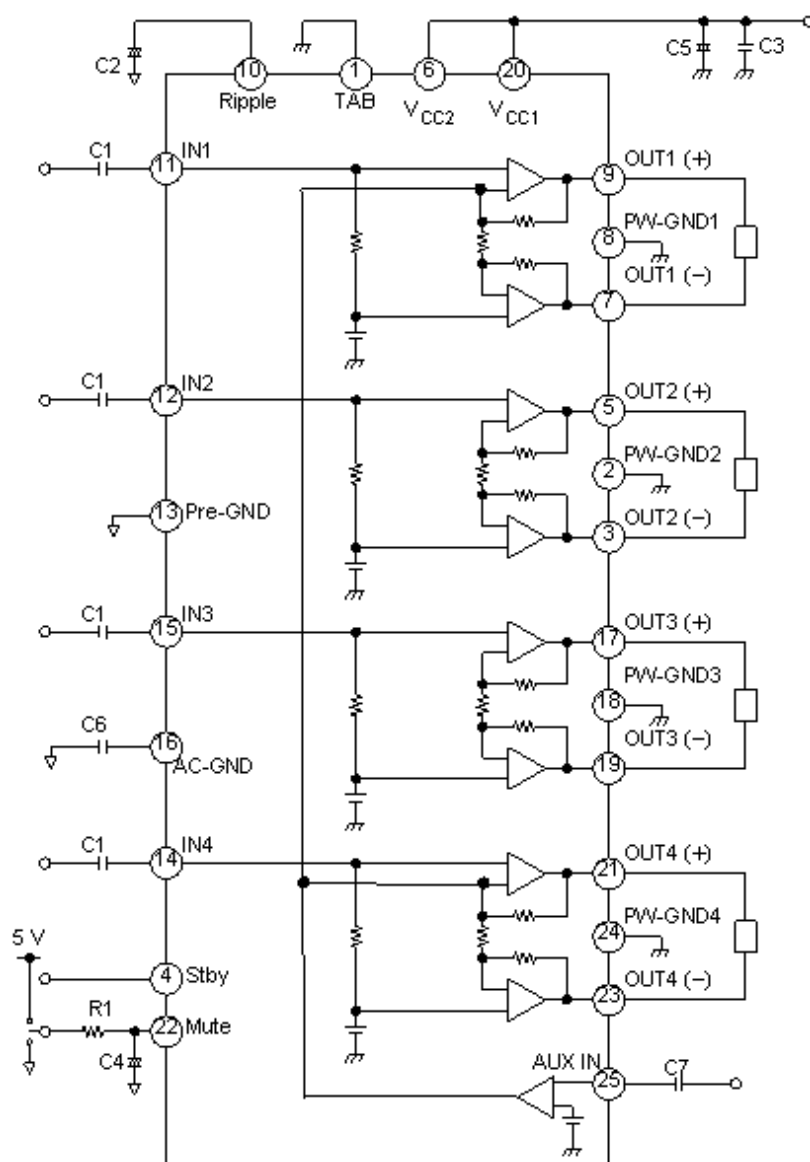 C2
C5
C3
10
1
6
20
Ripple
TAB
VCC2
VCC1
C1
11
IN1
9
OUT1 (+)
8
PW-GND1
7
OUT1 (−)
C1
12
IN2
5
OUT2 (+)
2
PW-GND2
13
Pre-GND
3
OUT2 (−)
C1
15
IN3
17
OUT3 (+)
18
PW-GND3
C6
16
AC-GND
19
OUT3 (−)
C1
14
IN4
21
OUT4 (+)
24
PW-GND4
5 V
4
Stby
23
OUT4 (−)
R1
22
Mute
C4
AUX IN
25
C7